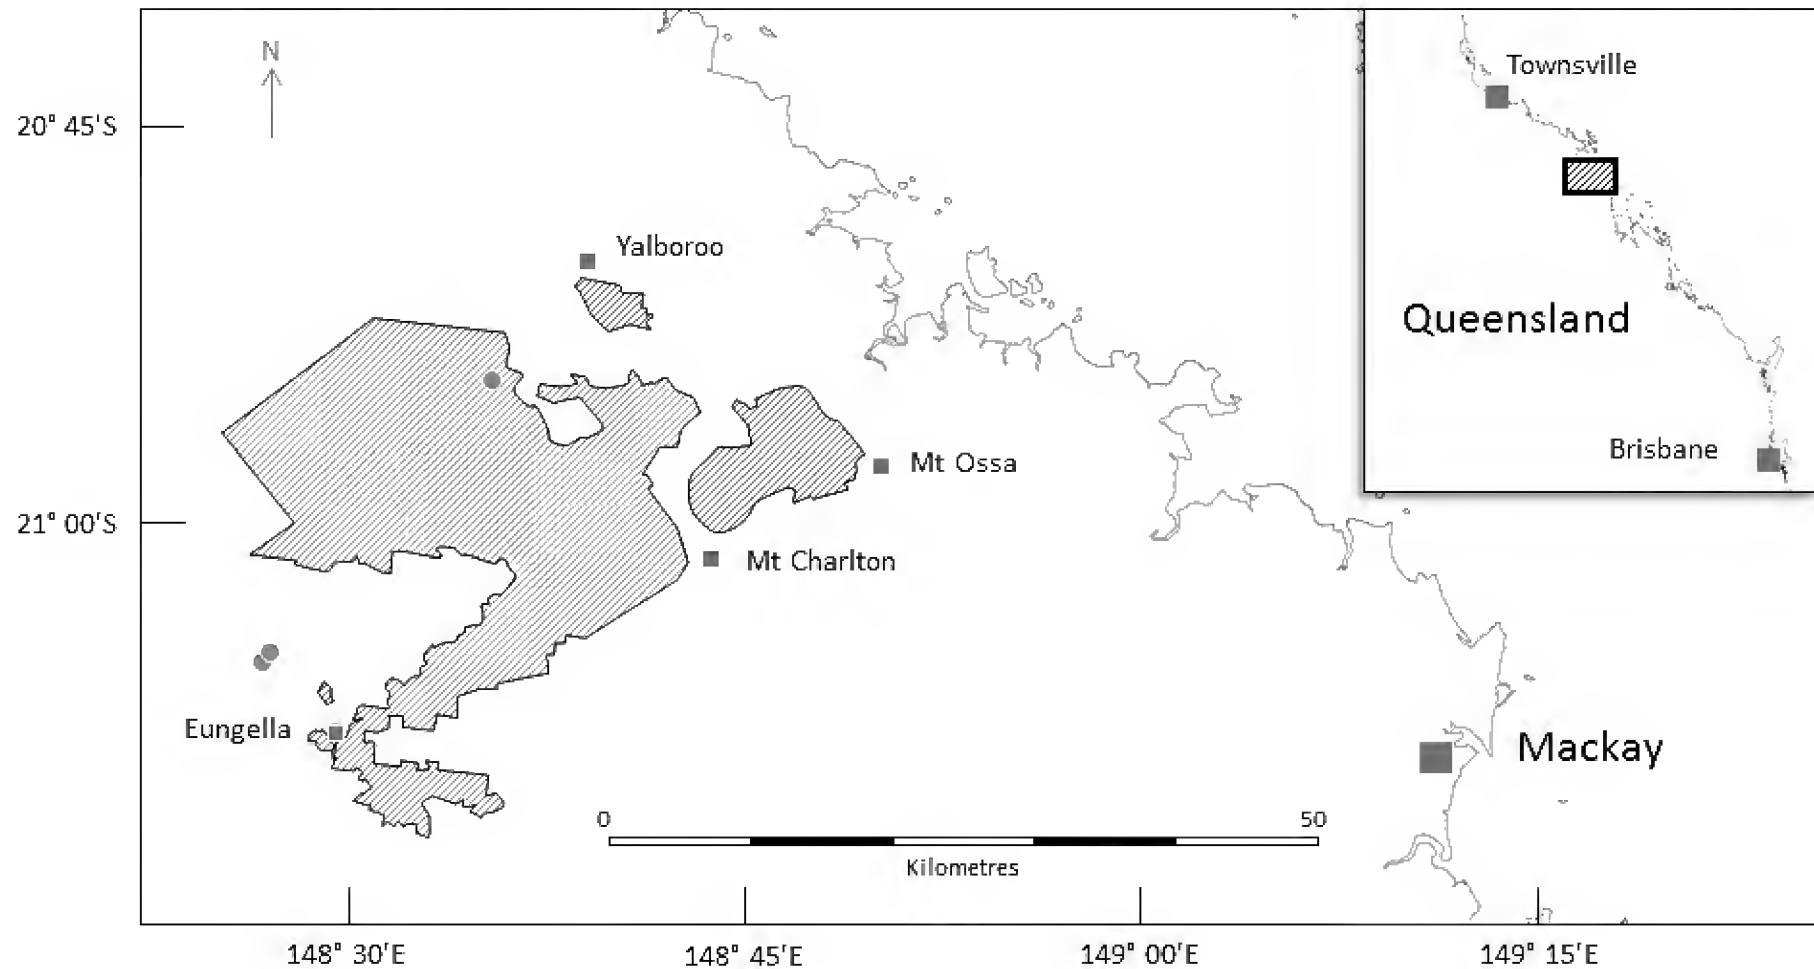 N
Townsville
20° 45'S
Yalboroo
Queensland
Brisbane
Mt Ossa
21° 00'S
Mt Charlton
Eungella
Mackay
0
50
Kilometres
148° 30'E
148° 45'E
149° 00'E
149° 15'E